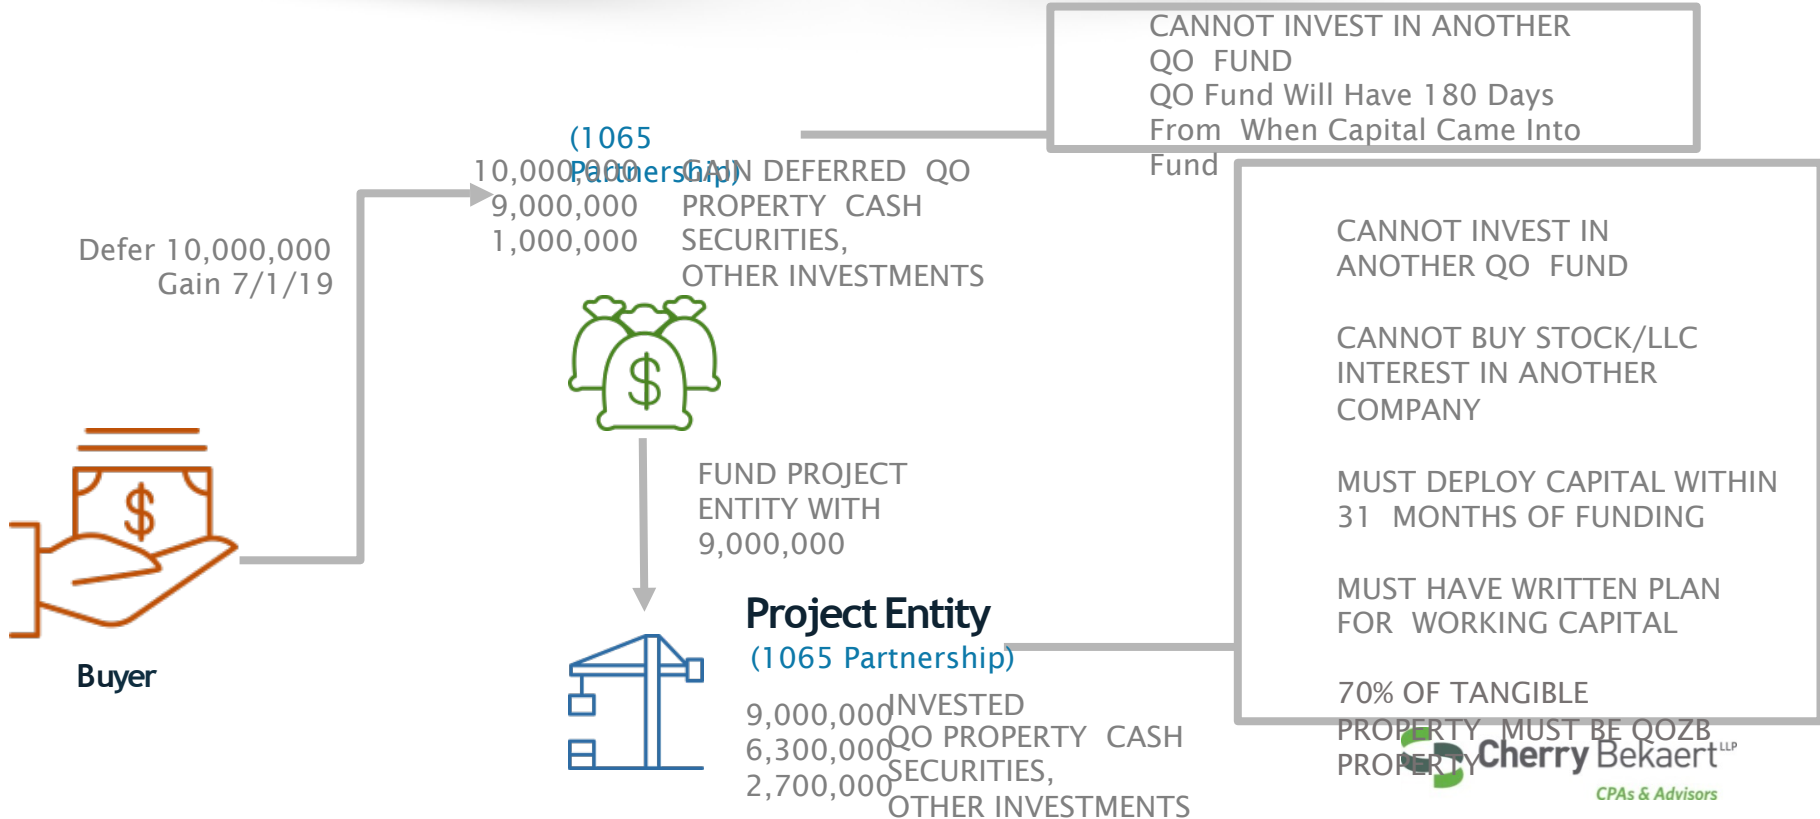 CANNOT INVEST IN ANOTHER
QO FUND
QO Fund Will Have 180 Days
From When Capital Came Into
Fund
(1065
Partnership)
10,000,000 GAIN DEFERRED QO
9,000,000 PROPERTY CASH
1,000,000 SECURITIES,
OTHER INVESTMENTS
Defer 10,000,000
Gain 7/1/19
FUND PROJECT
ENTITY WITH
9,000,000
Buyer
Project Entity
(1065 Partnership)
9,000,000 INVESTED
6,300,000 QO PROPERTY CASH
2,700,000 SECURITIES,
OTHER INVESTMENTS
CANNOT INVEST IN
ANOTHER QO FUND
CANNOT BUY STOCK/LLC
INTEREST IN ANOTHER
COMPANY
MUST DEPLOY CAPITAL WITHIN
31 MONTHS OF FUNDING
MUST HAVE WRITTEN PLAN
FOR WORKING CAPITAL
70% OF TANGIBLE
PROPERTY MUST BE QOZB
PROPERTY
Cherry Bekaert LLP
CPAs & Advisors